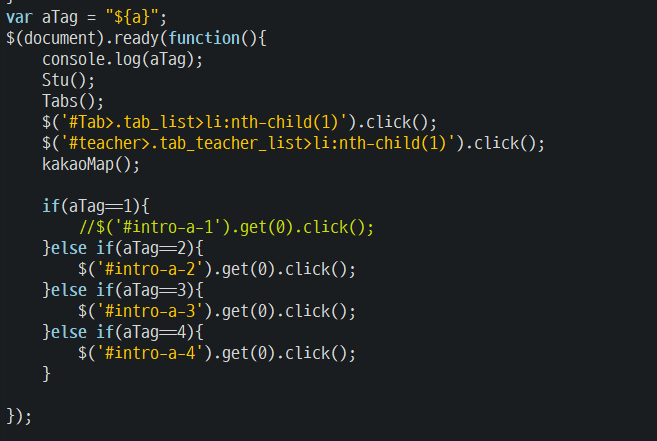 var aTag = "${a}";
$(document).ready(function(){
    console.log(aTag);
    Stu();
    Tabs();
    $('#Tab>.tab_list>li:nth-child(1)').click();
    $('#teacher>.tab_teacher_list>li:nth-child(1)').click();
    kakaoMap();
    if(aTag==1){
        //$('#intro-a-1').get(0).click();
    }else if(aTag==2){
        $('#intro-a-2').get(0).click();
    }else if(aTag==3){
        $('#intro-a-3').get(0).click();
    }else if(aTag==4){
        $('#intro-a-4').get(0).click();
    }
});